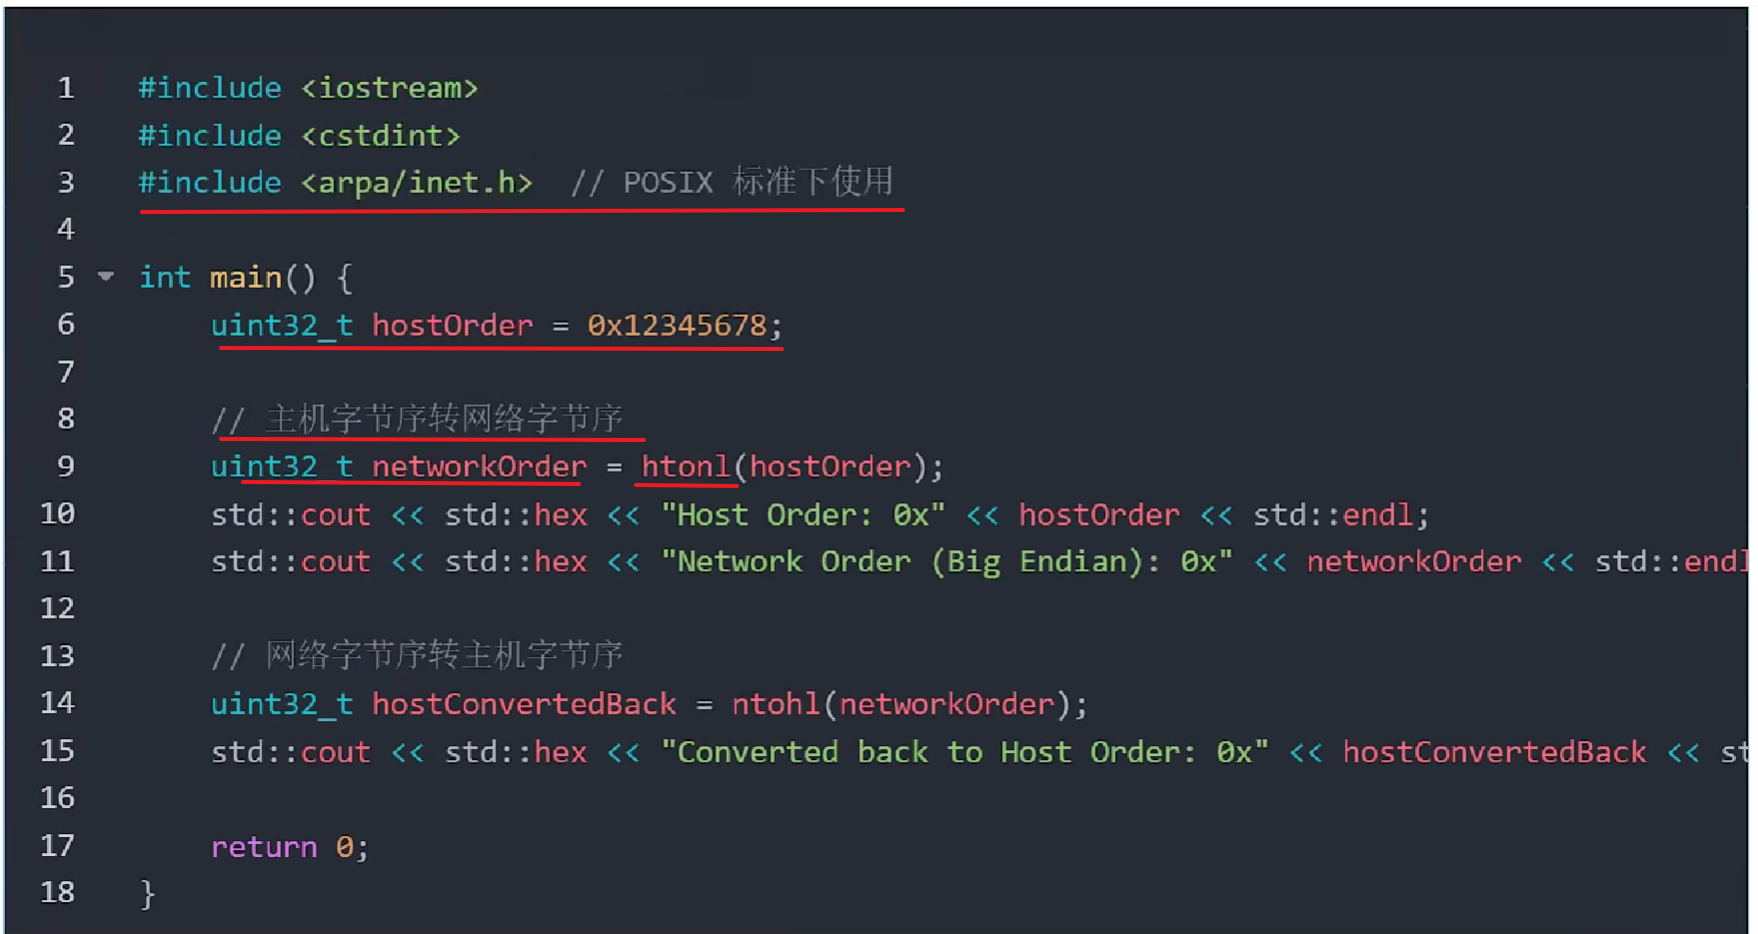 1 #include <iostream>
2 #include <cstdint>
3 #include <arpa/inet.h>  // POSIX 标准下使用
4
5 int main() {
6     uint32_t hostOrder = 0x12345678;
7
8     // 主机字节序转网络字节序
9     uint32_t networkOrder = htonl(hostOrder);
10     std::cout << std::hex << "Host Order: 0x" << hostOrder << std::endl;
11     std::cout << std::hex << "Network Order (Big Endian): 0x" << networkOrder << std::endl
12
13     // 网络字节序转主机字节序
14     uint32_t hostConvertedBack = ntohl(networkOrder);
15     std::cout << std::hex << "Converted back to Host Order: 0x" << hostConvertedBack << st
16
17     return 0;
18 }